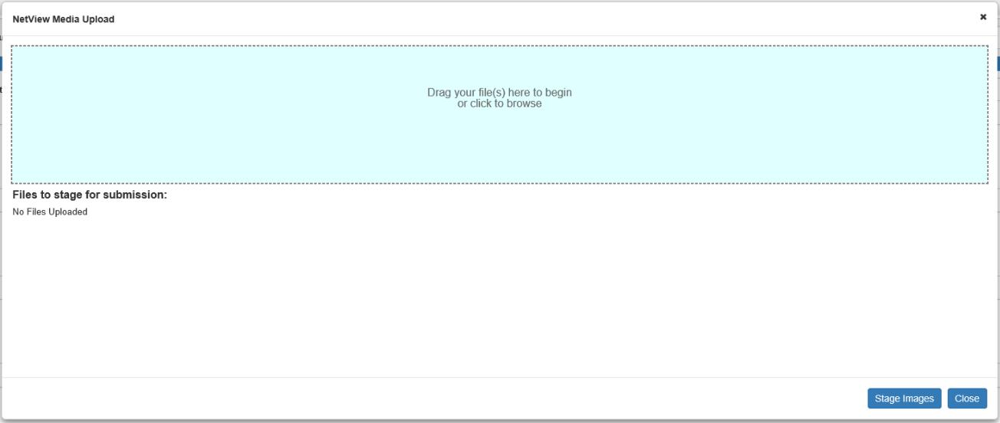 NetView Media Upload
✖
Drag your file(s) here to begin
or click to browse
Files to stage for submission:
No Files Uploaded
Stage Images
Close